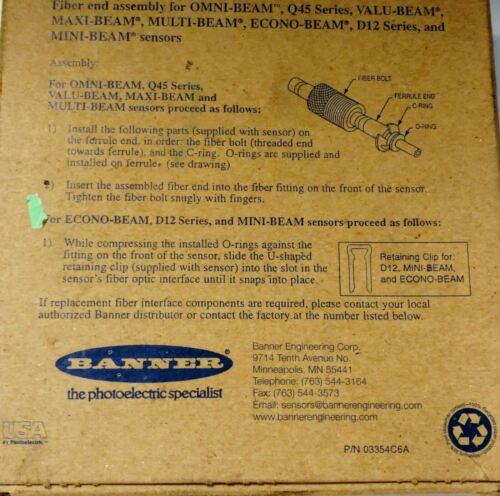 Fiber end assembly for OMNI-BEAM™, Q45 Series, VALU-BEAM®,
MAXI-BEAM®, MULTI-BEAM®, ECONO-BEAM®, D12 Series, and
MINI-BEAM® sensors
Assembly:
For OMNI-BEAM, Q45 Series,
VALU-BEAM, MAXI-BEAM and
MULTI-BEAM sensors proceed as follows:
FIBER BOLT
FERRULE END
C-RING
O-RING
1) Install the following parts (supplied with sensor) on
the ferrule end, in order: the fiber bolt (threaded end
towards ferrule), and the C-ring. O-rings are supplied and
installed on ferrule. (see drawing)
2) Insert the assembled fiber end into the fiber fitting on the front of the sensor.
Tighten the fiber bolt snugly with fingers.
For ECONO-BEAM, D12 Series, and MINI-BEAM sensors proceed as follows:
1) While compressing the installed O-rings against the
fitting on the front of the sensor, slide the U-shaped
retaining clip (supplied with sensor) into the slot in the
sensor's fiber optic interface until it snaps into place.
Retaining Clip for:
D12, MINI-BEAM,
and ECONO-BEAM
If replacement fiber interface components are required, please contact your local
authorized Banner distributor or contact the factory at the number listed below.
BANNER
the photoelectric specialist
Banner Engineering Corp.
9714 Tenth Avenue No.
Minneapolis, MN 55441
Telephone: (763) 544-3164
Fax: (763) 544-3573
Email: sensors@bannerengineering.com
www.bannerengineering.com
USA
#1 Photoelectric
P/N 03354C6A